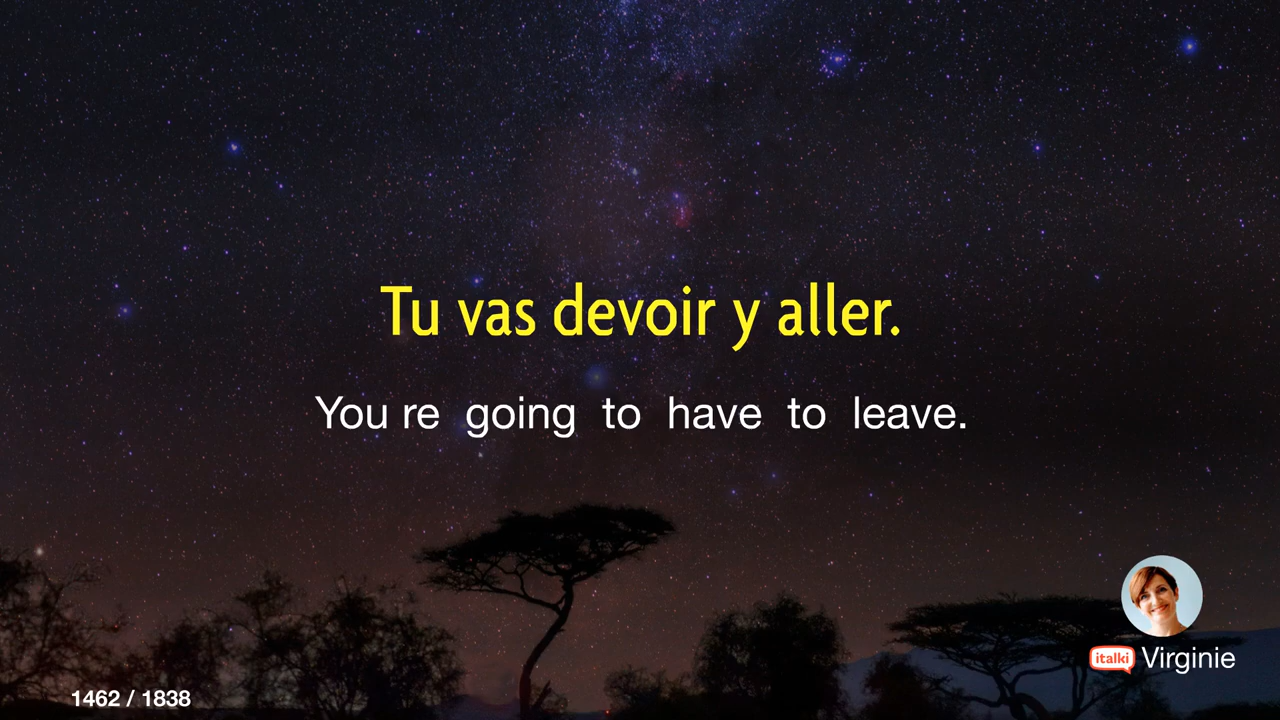 Tu vas devoir y aller.
You re going to have to leave.
italki Virginie
1462 / 1838